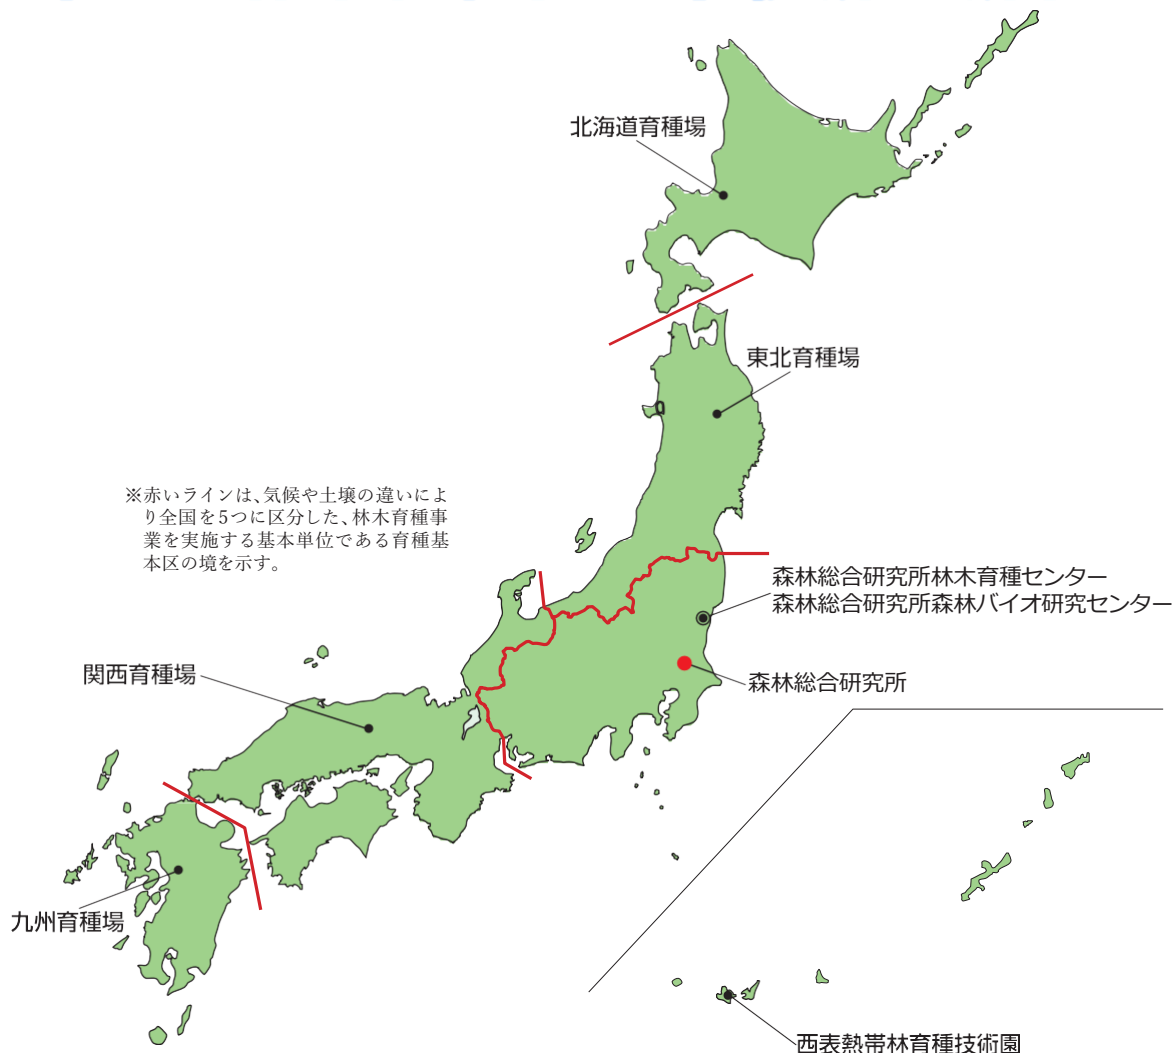 北海道育種場
東北育種場
※赤いラインは、気候や土壌の違いによ
り全国を5つに区分した、林木育種事
業を実施する基本単位である育種基
本区の境を示す。
森林総合研究所林木育種センター
森林総合研究所森林バイオ研究センター
関西育種場
森林総合研究所
九州育種場
西表熱帯林育種技術園